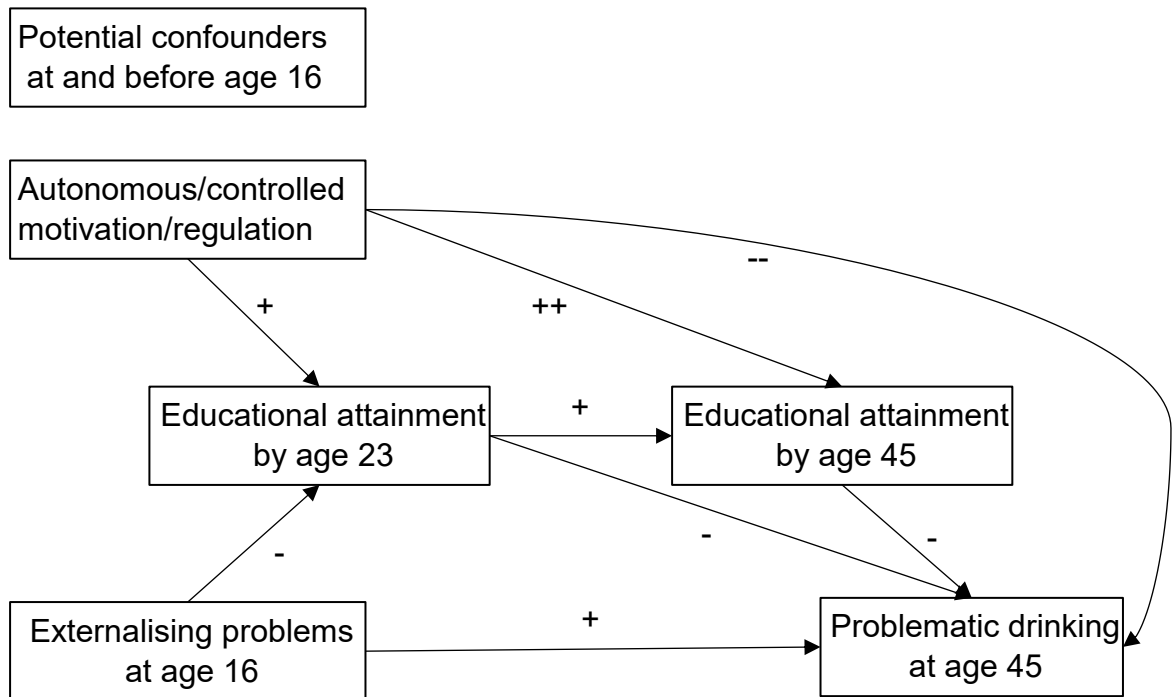 Potential confounders
at and before age 16
Autonomous/controlled
motivation/regulation
--
+
++
Educational attainment
by age 23
+
Educational attainment
by age 45
-
-
-
Externalising problems
at age 16
+
Problematic drinking
at age 45